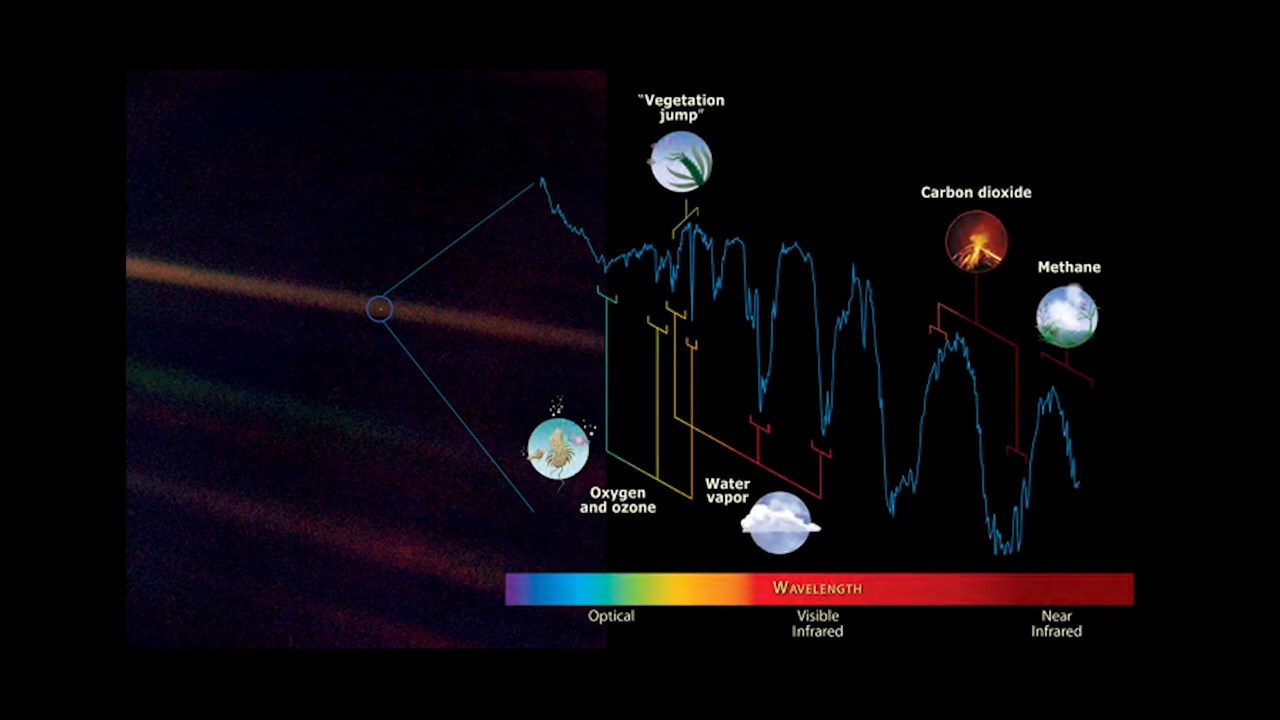 "Vegetation
jump"
Carbon dioxide
Methane
Oxygen
and ozone
Water
vapor
WAVELENGTH
Optical
Visible
Infrared
Near
Infrared